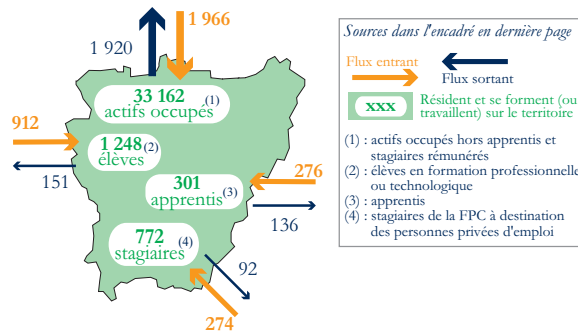 1 920
1 966
33 162 (1)
actifs occupés
912
1 248 (2)
élèves
151
301
apprentis (3)
276
136
772 (4)
stagiaires
92
274
Sources dans l'encadré en dernière page
Flux entrant
Flux sortant
xxx
Résident et se forment (ou
travaillent) sur le territoire
(1) : actifs occupés hors apprentis et
stagiaires rémunérés
(2) : élèves en formation professionnelle
ou technologique
(3) : apprentis
(4) : stagiaires de la FPC à destination
des personnes privées d'emploi